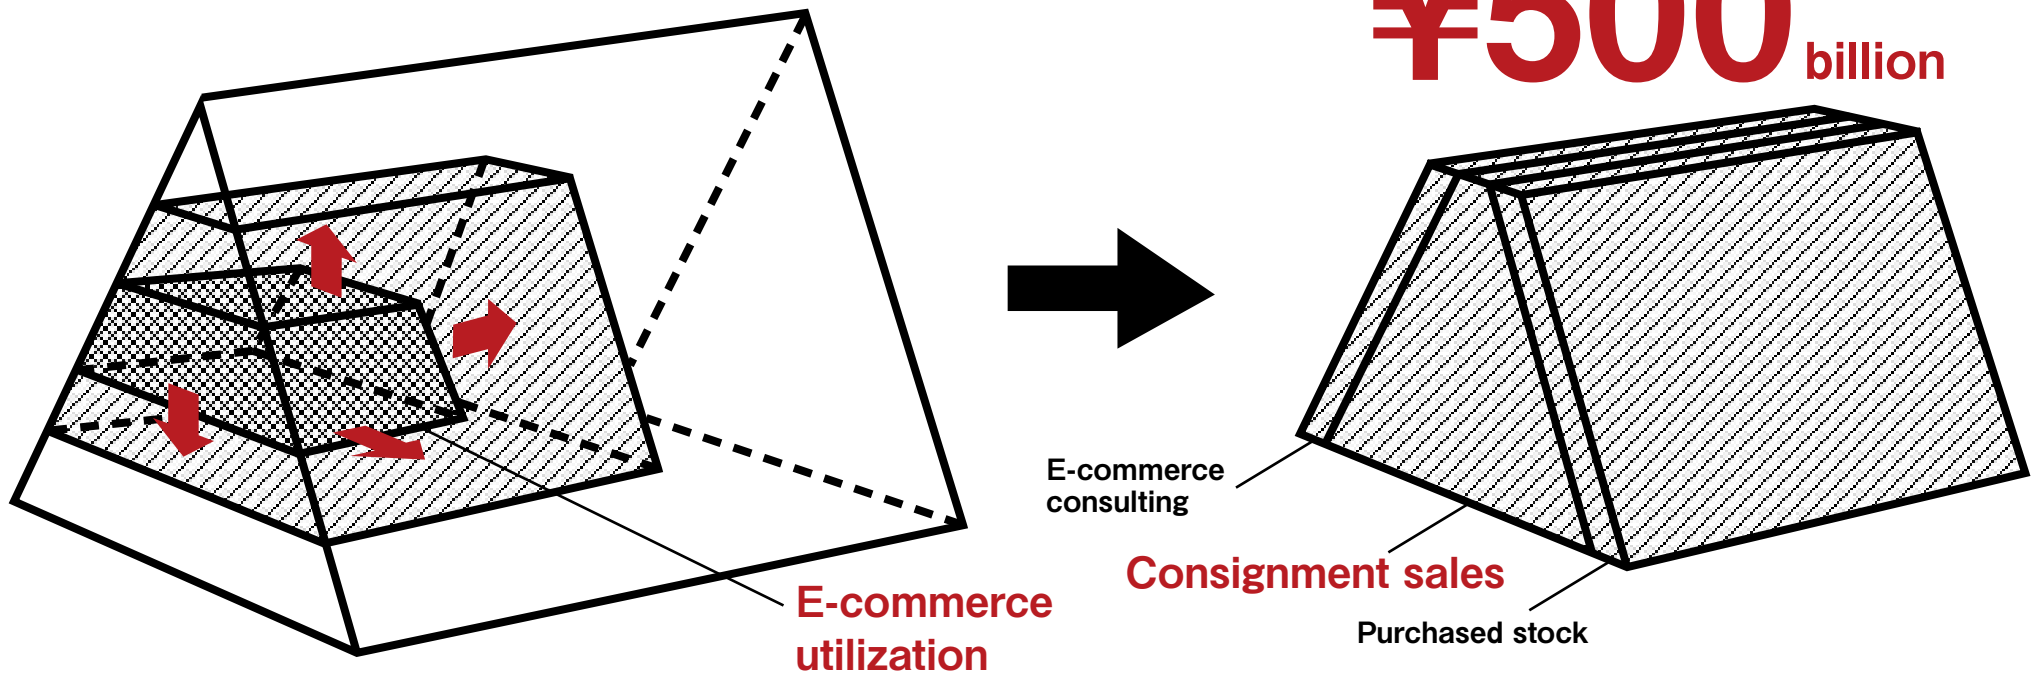 ¥500 billion
E-commerce
consulting
Consignment sales
Purchased stock
E-commerce
utilization